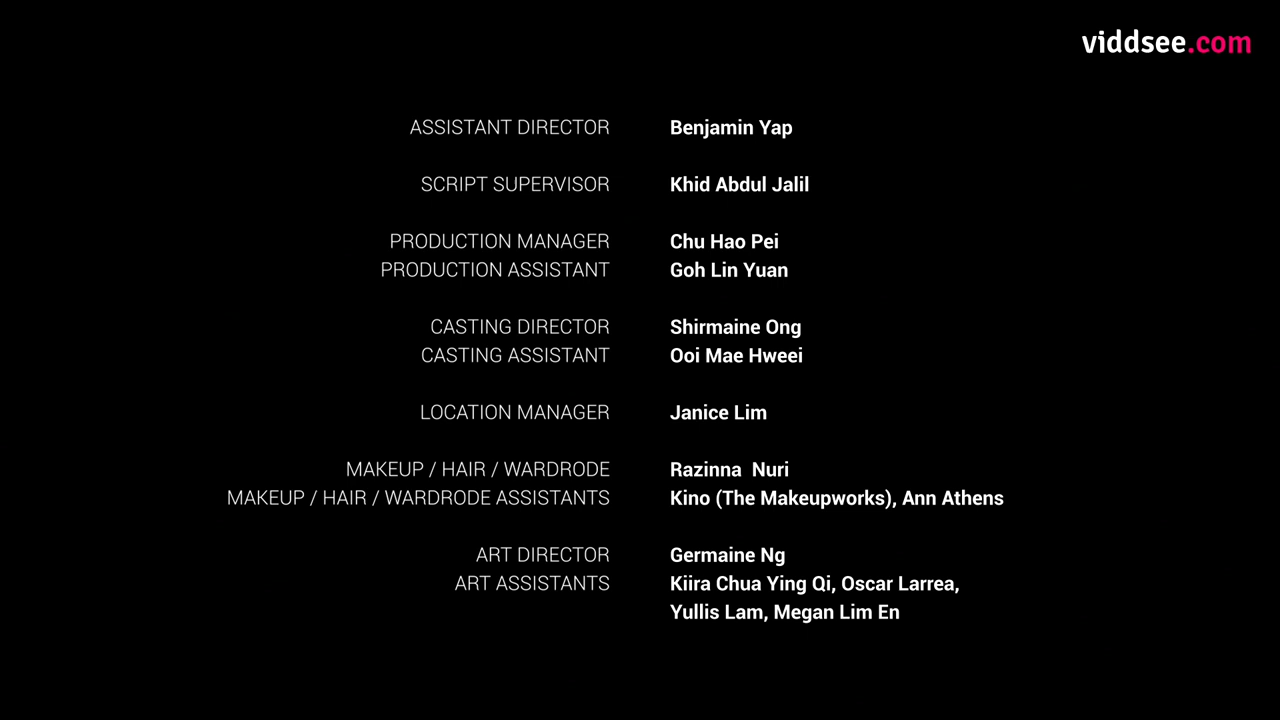 viddsee.com
ASSISTANT DIRECTOR Benjamin Yap
SCRIPT SUPERVISOR Khid Abdul Jalil
PRODUCTION MANAGER Chu Hao Pei
PRODUCTION ASSISTANT Goh Lin Yuan
CASTING DIRECTOR Shirmaine Ong
CASTING ASSISTANT Ooi Mae Hweei
LOCATION MANAGER Janice Lim
MAKEUP / HAIR / WARDRODE Razinna  Nuri
MAKEUP / HAIR / WARDRODE ASSISTANTS Kino (The Makeupworks), Ann Athens
ART DIRECTOR Germaine Ng
ART ASSISTANTS Kiira Chua Ying Qi, Oscar Larrea,
Yullis Lam, Megan Lim En